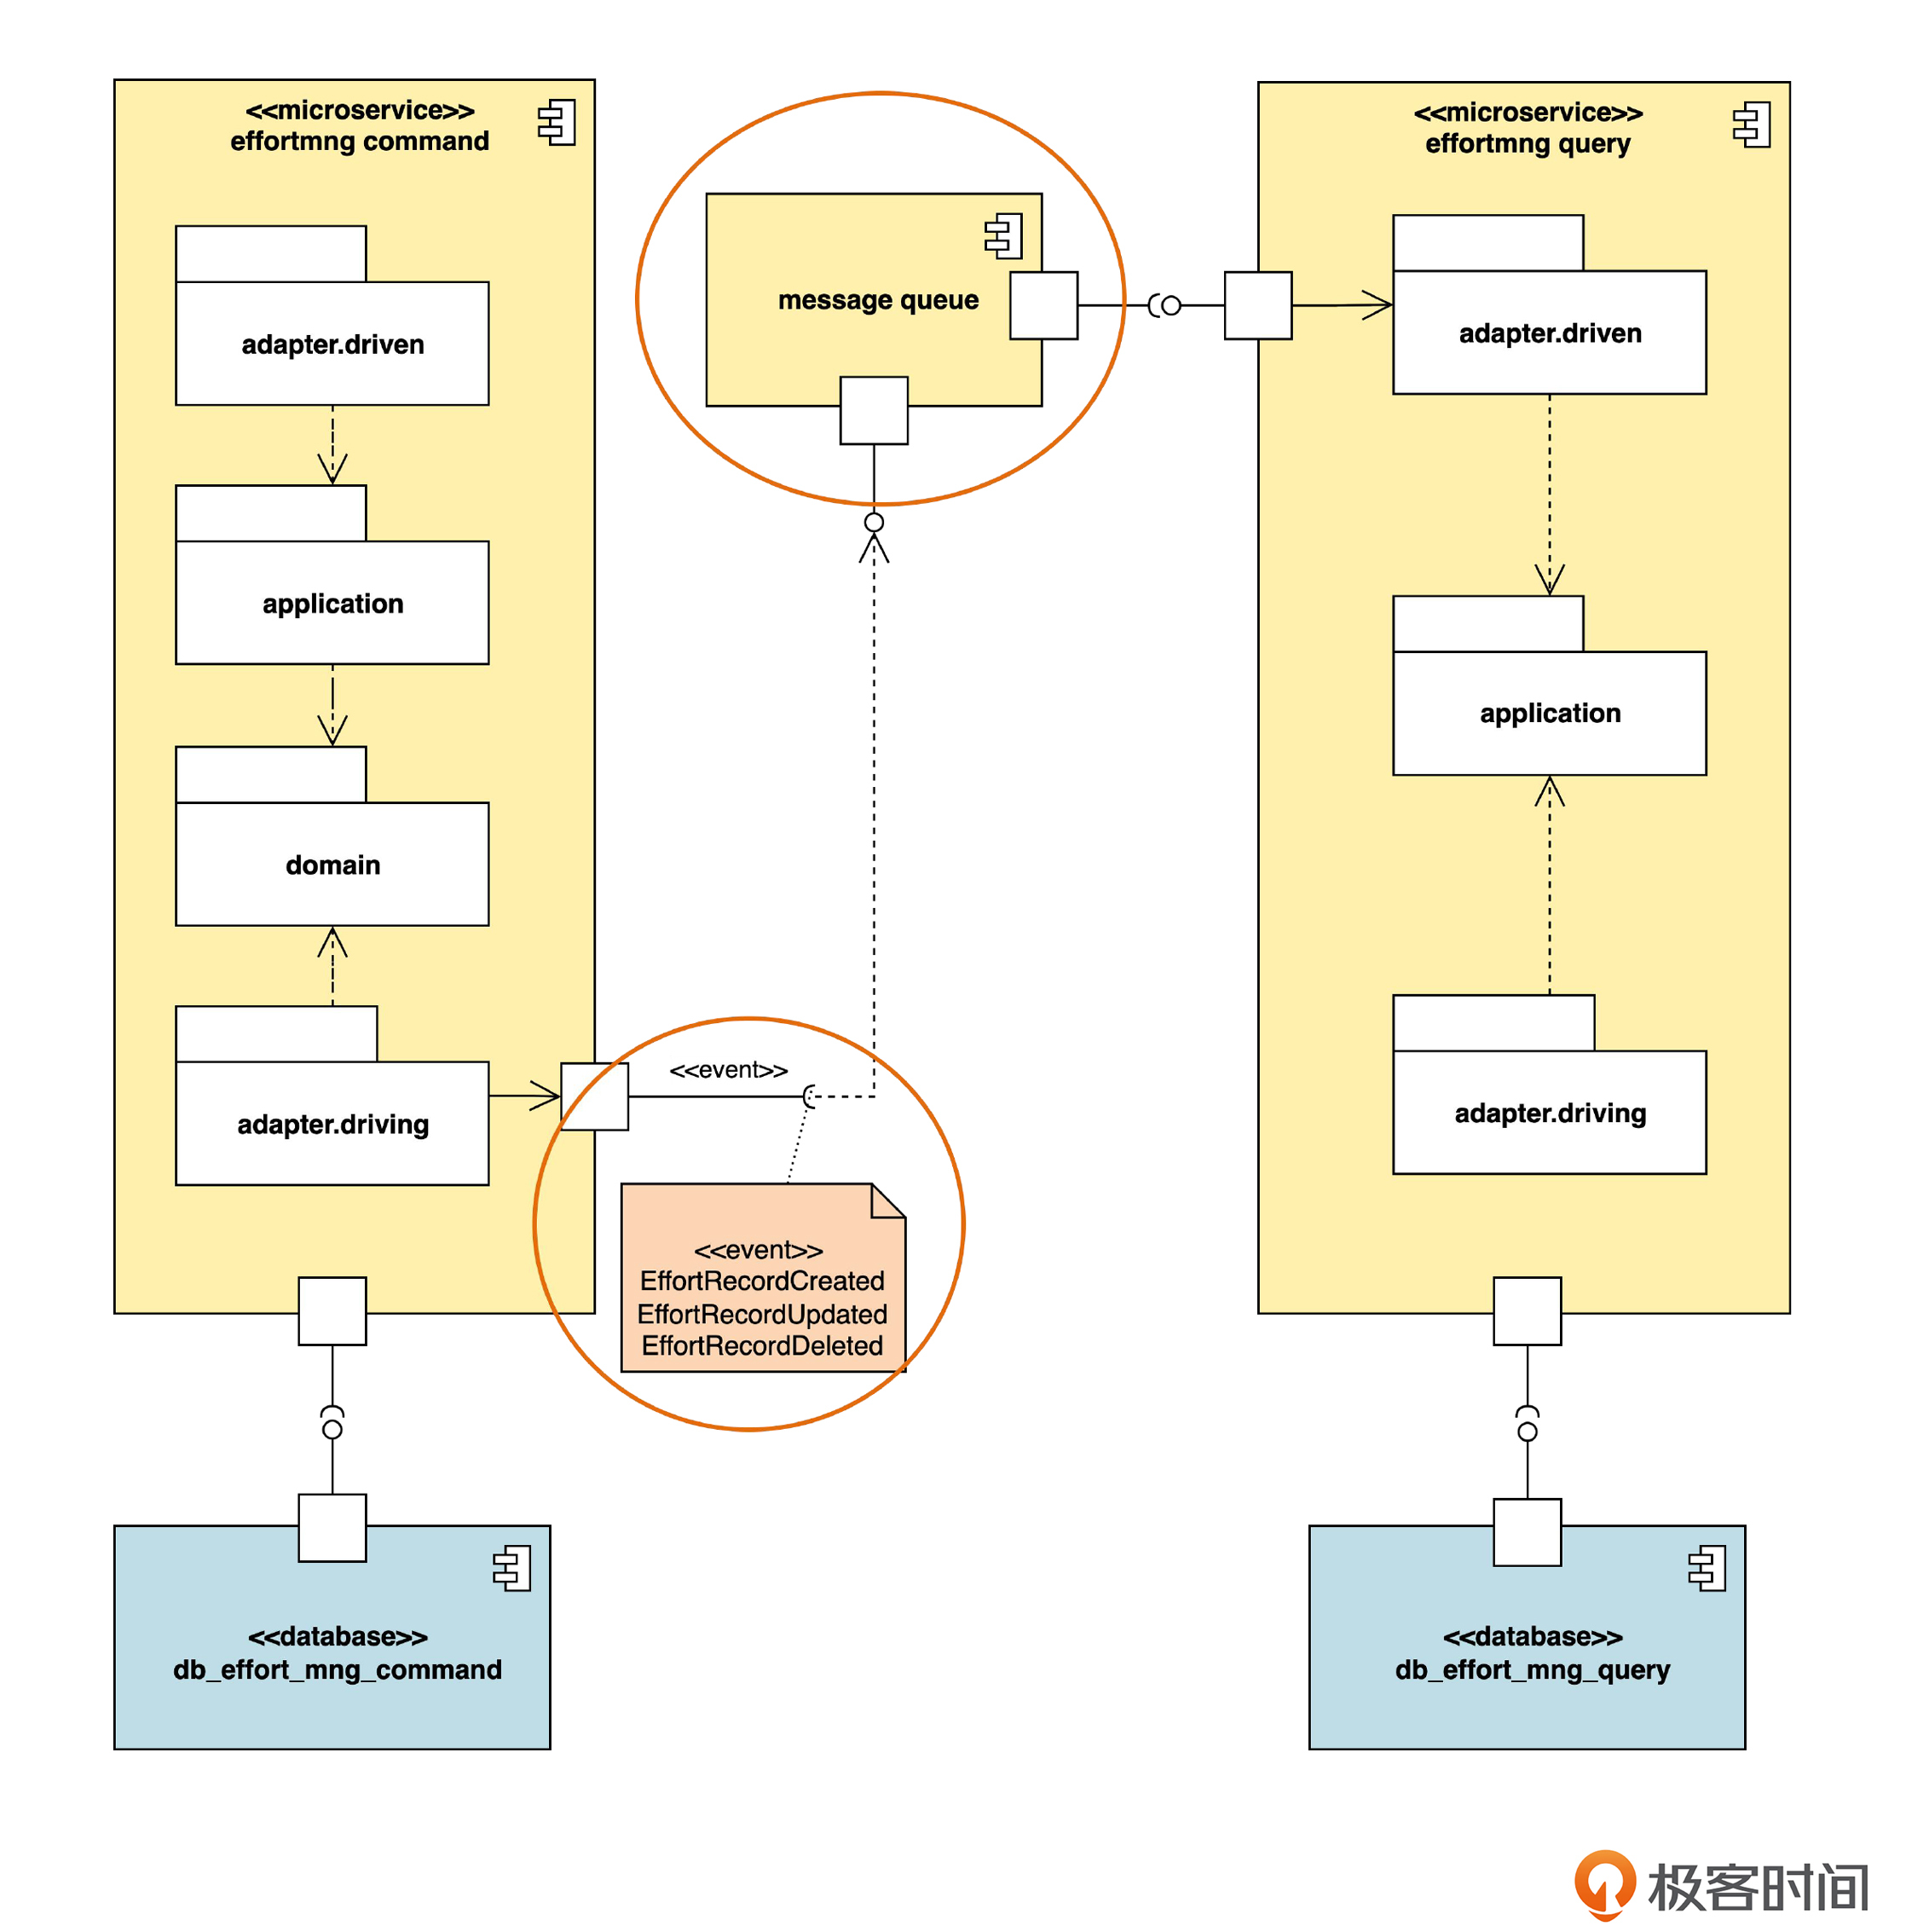 <<microservice>>
effortmng command
adapter.driven
application
domain
adapter.driving
<<event>>
<<event>>
EffortRecordCreated
EffortRecordUpdated
EffortRecordDeleted
message queue
<<microservice>>
effortmng query
adapter.driven
application
adapter.driving
<<database>>
db_effort_mng_command
<<database>>
db_effort_mng_query
极客时间